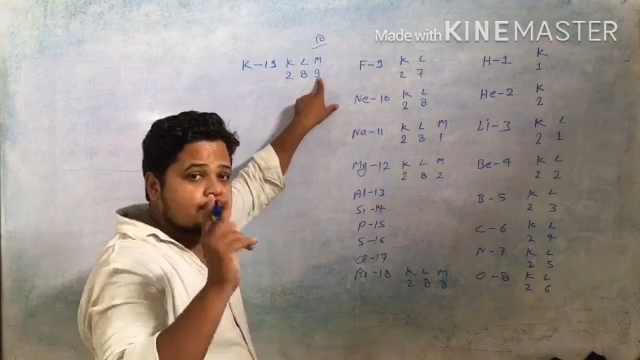 Made with KINEMASTER
18
K-19 K L M
2 8 9
F-9 K L
2 7
Ne-10 K L
2 8
Na-11 K L M
2 8 1
Mg-12 K L M
2 8 2
Al-13
Si-14
P-15
S-16
Cl-17
Ar-18 K L M
2 8 8
H-1 K
1
He-2 K
2
Li-3 K L
2 1
Be-4 K L
2 2
B-5 K L
2 3
C-6 K L
2 4
N-7 K L
2 5
O-8 K L
2 6